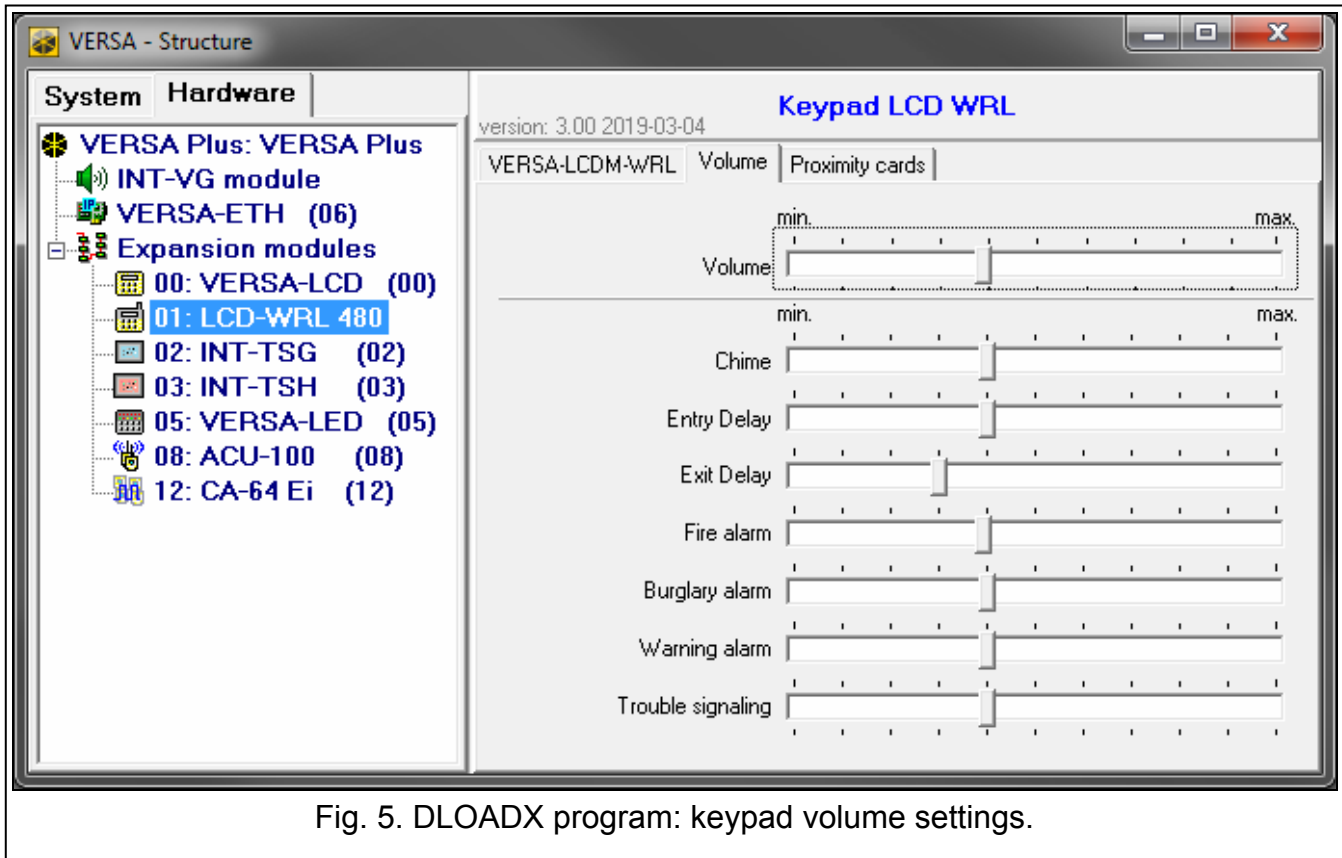 VERSA - Structure
System Hardware
VERSA Plus: VERSA Plus
INT-VG module
VERSA-ETH (06)
Expansion modules
00: VERSA-LCD (00)
01: LCD-WRL 480
02: INT-TSG (02)
03: INT-TSH (03)
05: VERSA-LED (05)
08: ACU-100 (08)
12: CA-64 Ei (12)
Keypad LCD WRL
version: 3.00 2019-03-04
VERSA-LCDM-WRL Volume Proximity cards
min. max.
Volume
min. max.
Chime
Entry Delay
Exit Delay
Fire alarm
Burglary alarm
Warning alarm
Trouble signaling
Fig. 5. DLOADX program: keypad volume settings.